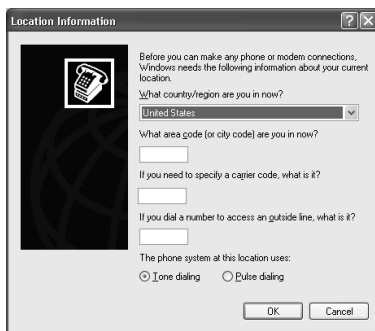 Location Information
Before you can make any phone or modem connections,
Windows needs the following information about your current
location.
What country/region are you in now?
United States
What area code (or city code) are you in now?
If you need to specify a carrier code, what is it?
If you dial a number to access an outside line, what is it?
The phone system at this location uses:
Tone dialing Pulse dialing
OK Cancel